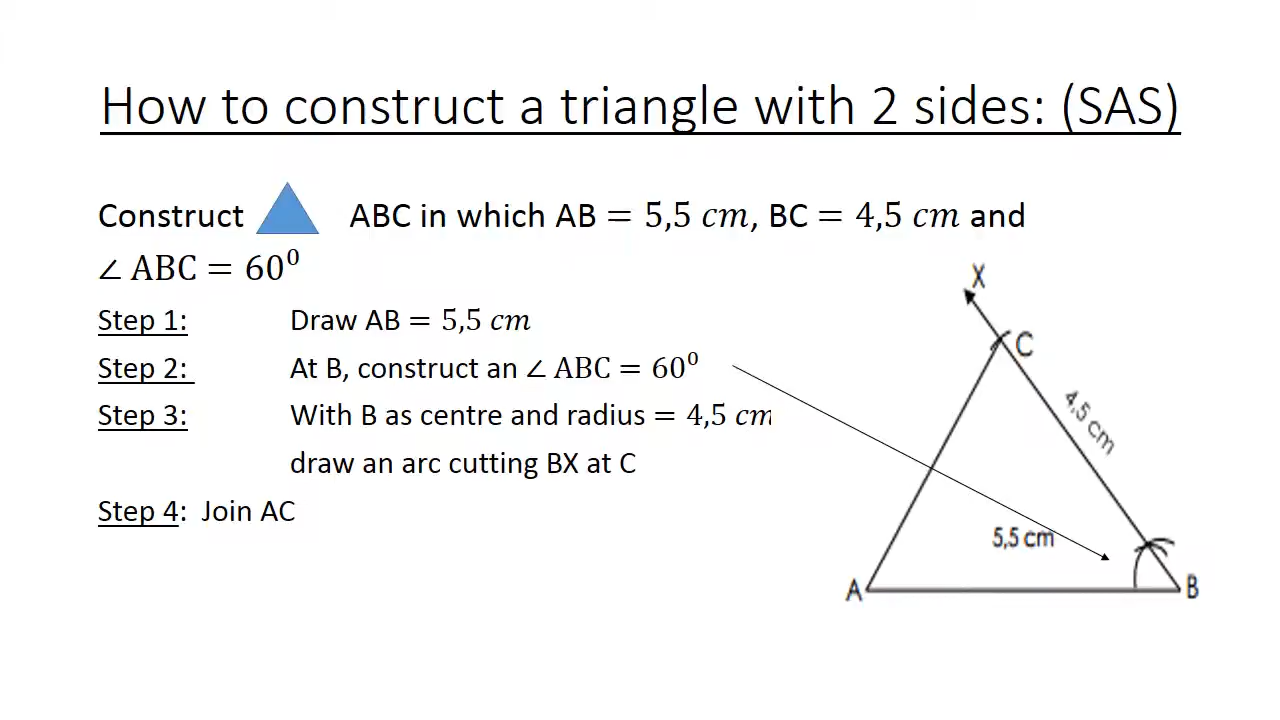 How to construct a triangle with 2 sides: (SAS)
Construct ABC in which AB = 5,5 cm, BC = 4,5 cm and
∠ ABC = 60⁰
Step 1: Draw AB = 5,5 cm
Step 2: At B, construct an ∠ ABC = 60⁰
Step 3: With B as centre and radius = 4,5 cm
draw an arc cutting BX at C
Step 4: Join AC
X
C
4,5 cm
5,5 cm
A
B